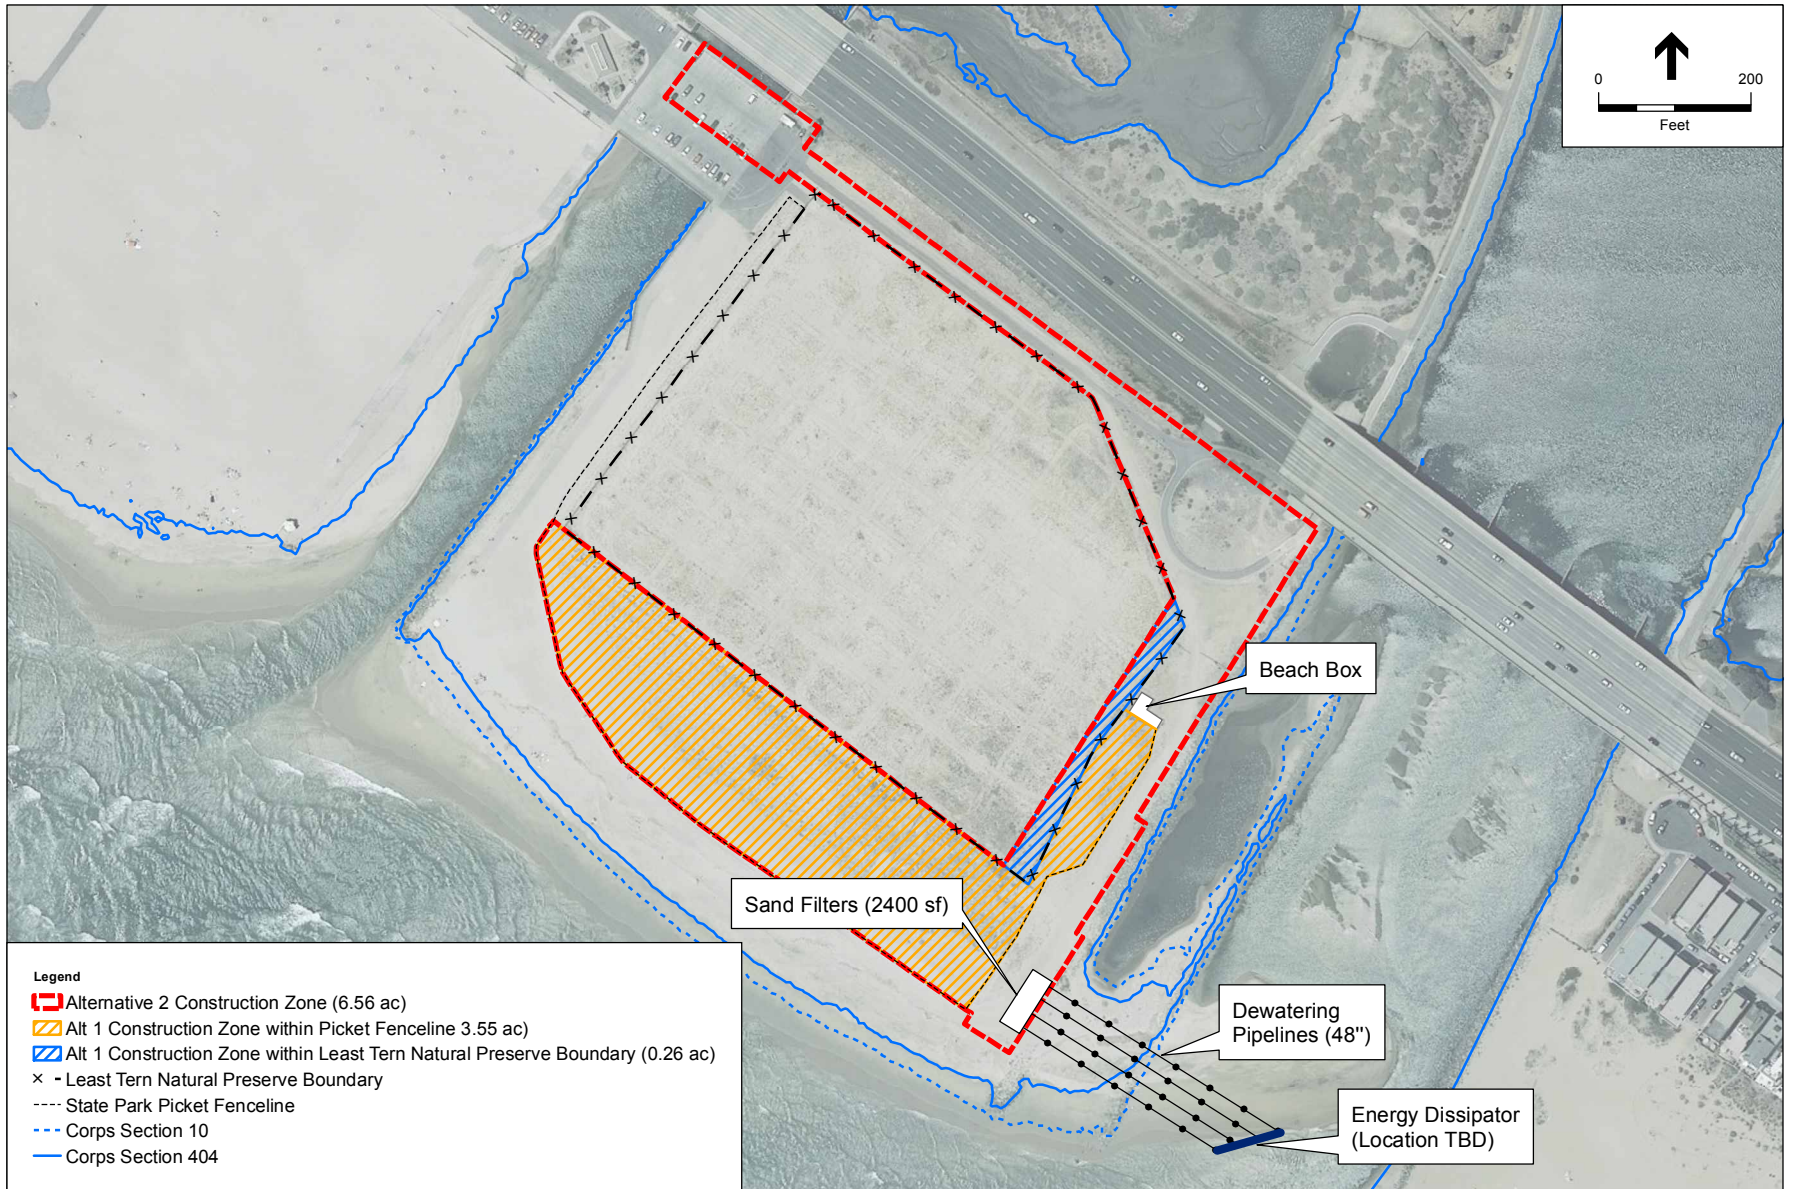 0 200
Feet
Beach Box
Sand Filters (2400 sf)
Dewatering
Pipelines (48")
Energy Dissipator
(Location TBD)
Legend
Alternative 2 Construction Zone (6.56 ac)
Alt 1 Construction Zone within Picket Fenceline 3.55 ac)
Alt 1 Construction Zone within Least Tern Natural Preserve Boundary (0.26 ac)
Least Tern Natural Preserve Boundary
State Park Picket Fenceline
Corps Section 10
Corps Section 404